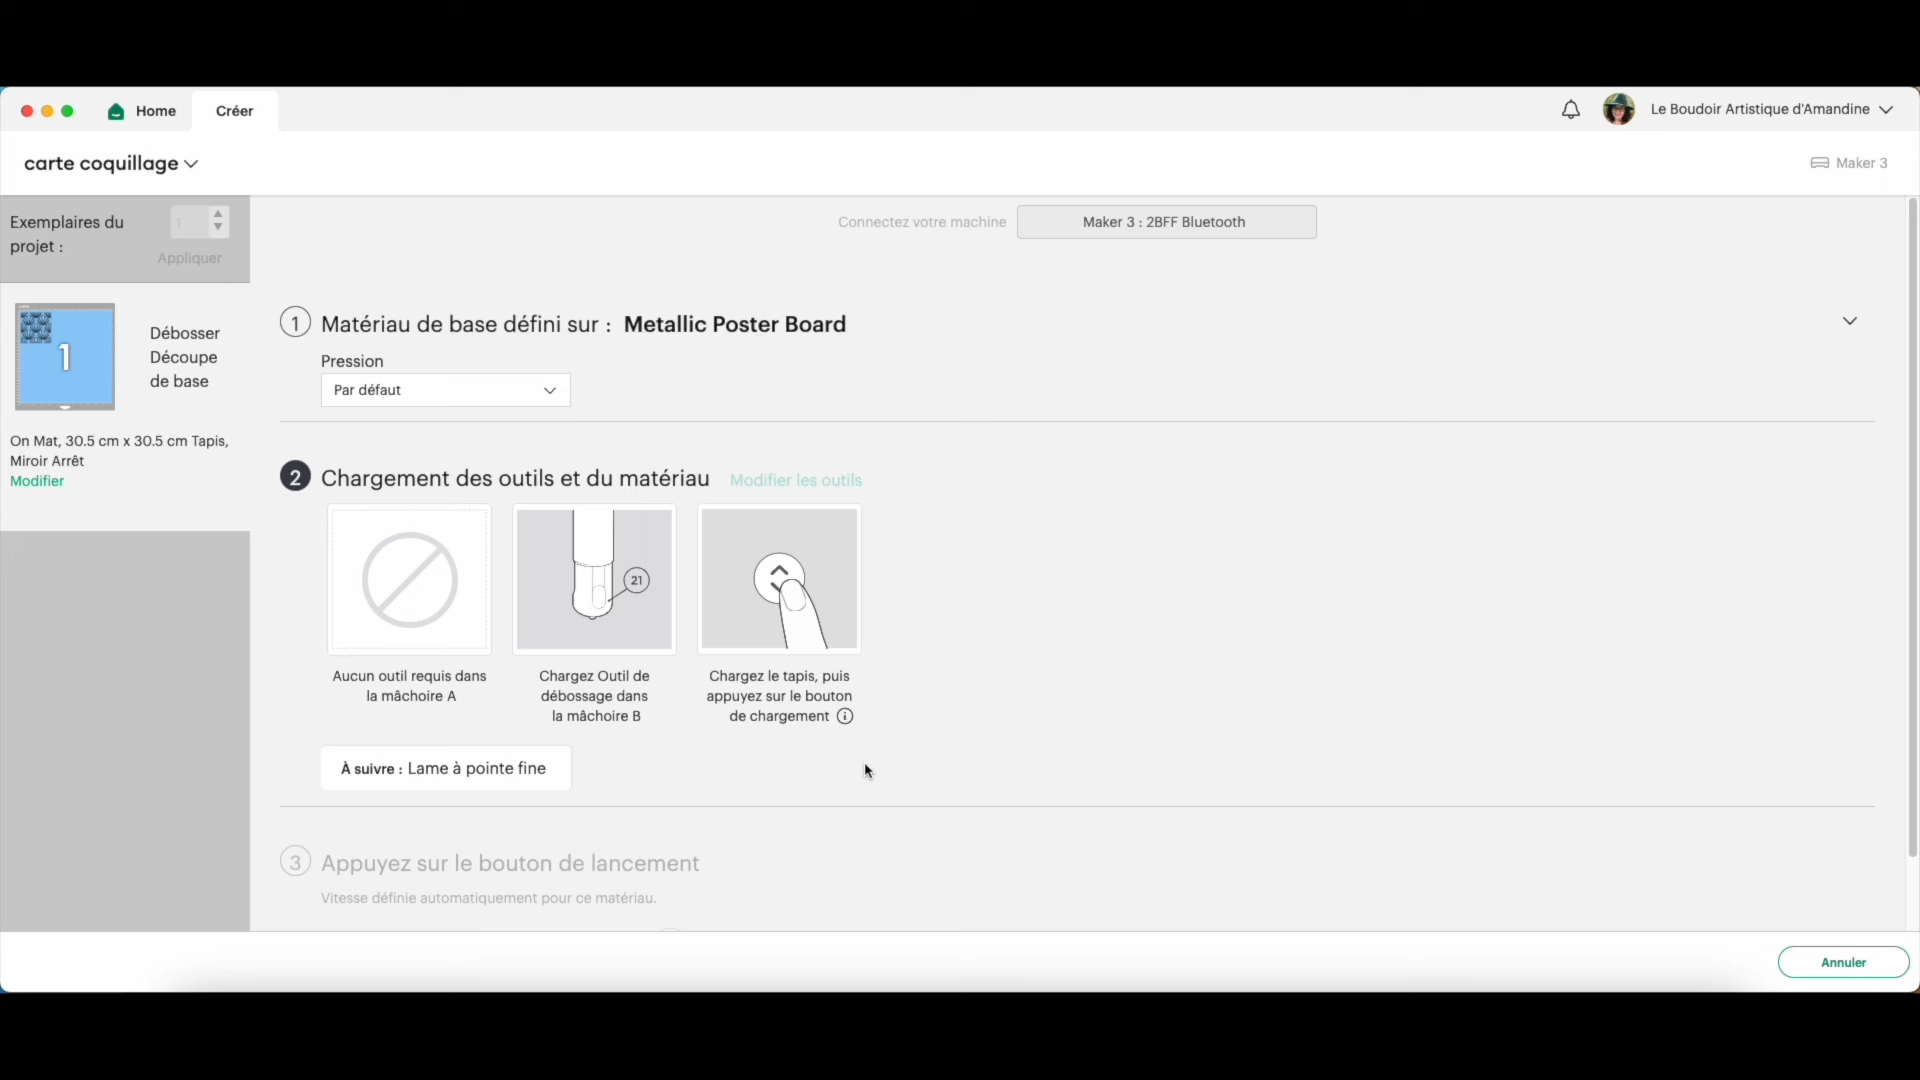 Home
Créer
Le Boudoir Artistique d'Amandine
carte coquillage
Maker 3
Exemplaires du
projet :
1
Appliquer
Connectez votre machine
Maker 3 : 2BFF Bluetooth
1
Débosser
Découpe
de base
On Mat, 30.5 cm x 30.5 cm Tapis,
Miroir Arrêt
Modifier
1 Matériau de base défini sur : Metallic Poster Board
Pression
Par défaut
2 Chargement des outils et du matériau Modifier les outils
21
Aucun outil requis dans
la mâchoire A
Chargez Outil de
débossage dans
la mâchoire B
Chargez le tapis, puis
appuyez sur le bouton
de chargement
À suivre : Lame à pointe fine
3 Appuyez sur le bouton de lancement
Vitesse définie automatiquement pour ce matériau.
Annuler